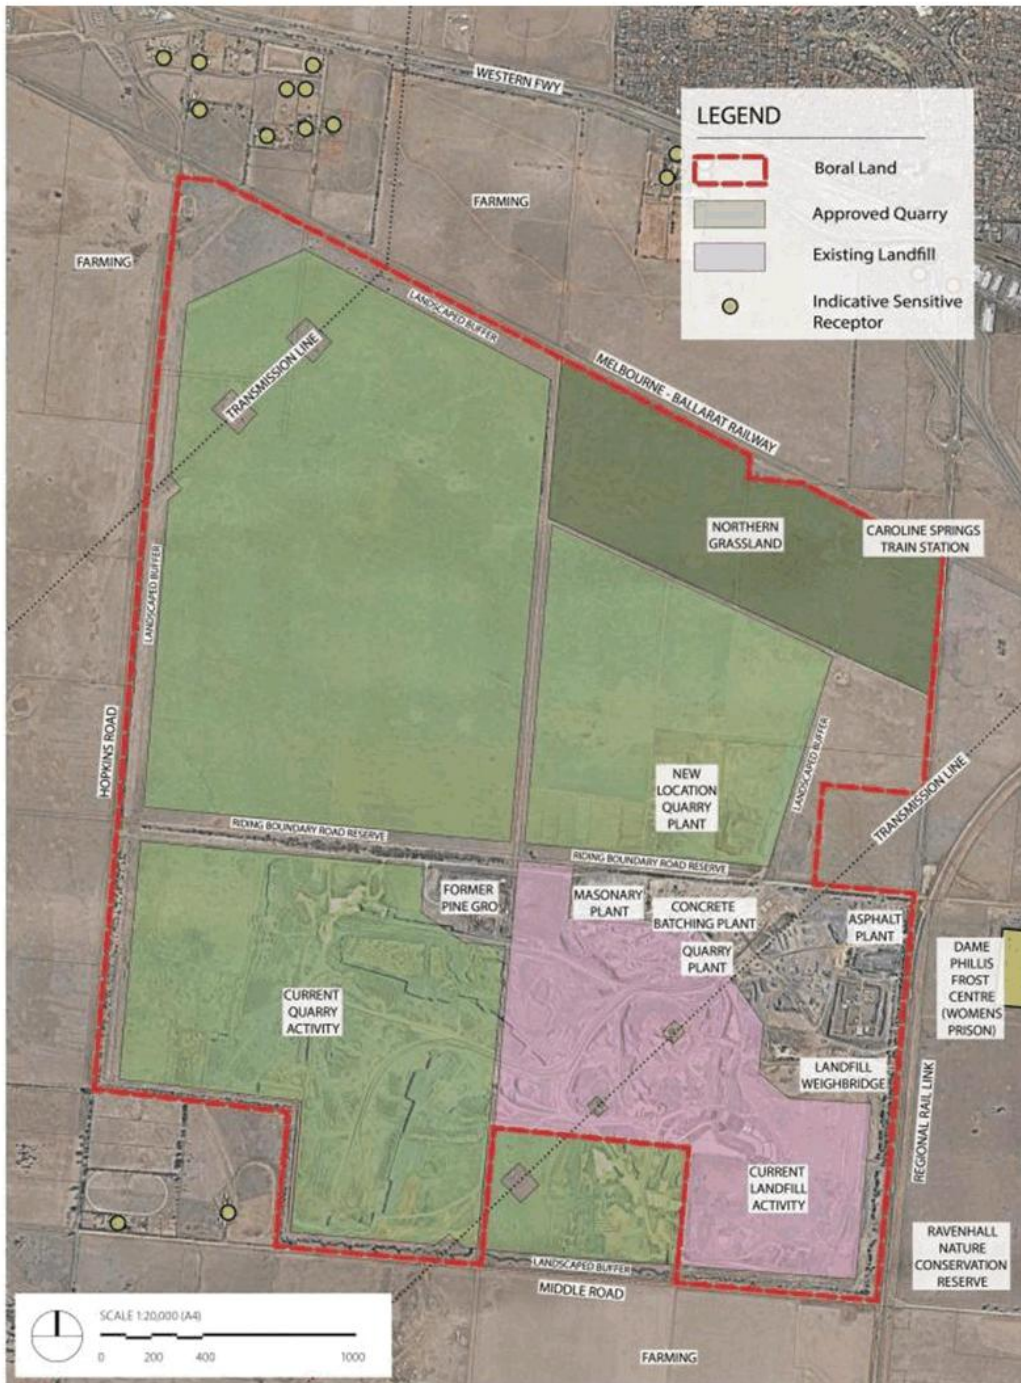 WESTERN FWY
LEGEND
Boral Land
Approved Quarry
Existing Landfill
Indicative Sensitive
Receptor
FARMING
FARMING
LANDSCAPED BUFFER
TRANSMISSION LINE
MELBOURNE - BALLARAT RAILWAY
NORTHERN
GRASSLAND
CAROLINE SPRINGS
TRAIN STATION
LANDSCAPED BUFFER
HOPKINS ROAD
LANDSCAPED BUFFER
TRANSMISSION LINE
NEW
LOCATION
QUARRY
PLANT
RIDING BOUNDARY ROAD RESERVE
RIDING BOUNDARY ROAD RESERVE
FORMER
PINE GRO
MASONARY
PLANT
CONCRETE
BATCHING PLANT
ASPHALT
PLANT
QUARRY
PLANT
DAME
PHILLIS
FROST
CENTRE
(WOMENS
PRISON)
CURRENT
QUARRY
ACTIVITY
LANDFILL
WEIGHBRIDGE
REGIONAL RAIL LINK
CURRENT
LANDFILL
ACTIVITY
RAVENHALL
NATURE
CONSERVATION
RESERVE
LANDSCAPED BUFFER
MIDDLE ROAD
FARMING
SCALE 1:20,000 (A4)
0 200 400 1000